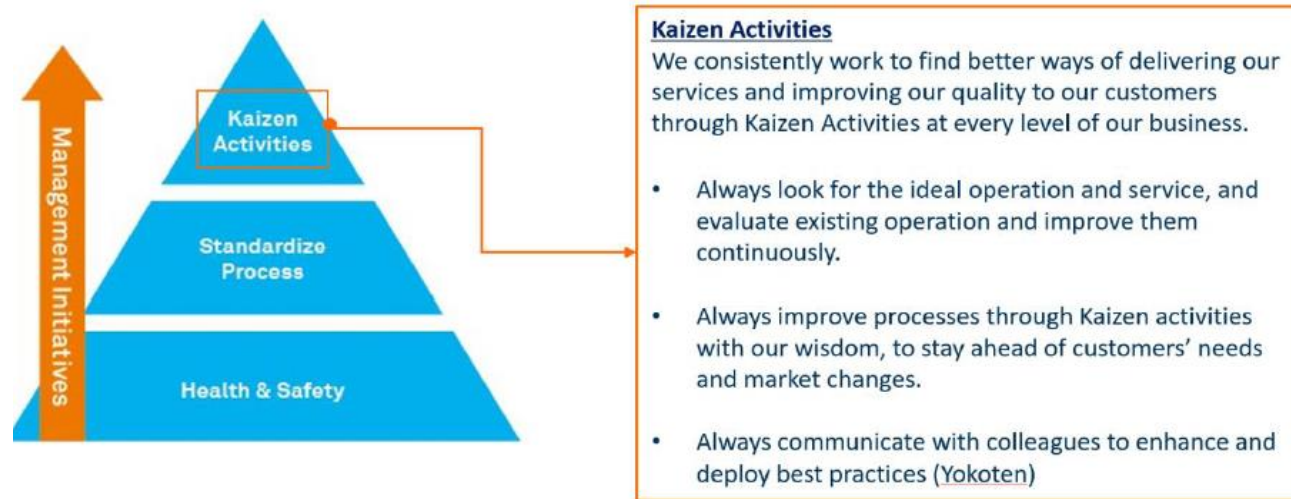 Management Initiatives
Kaizen
Activities
Standardize
Process
Health & Safety
Kaizen Activities
We consistently work to find better ways of delivering our
services and improving our quality to our customers
through Kaizen Activities at every level of our business.
• Always look for the ideal operation and service, and
evaluate existing operation and improve them
continuously.
• Always improve processes through Kaizen activities
with our wisdom, to stay ahead of customers’ needs
and market changes.
• Always communicate with colleagues to enhance and
deploy best practices (Yokoten)